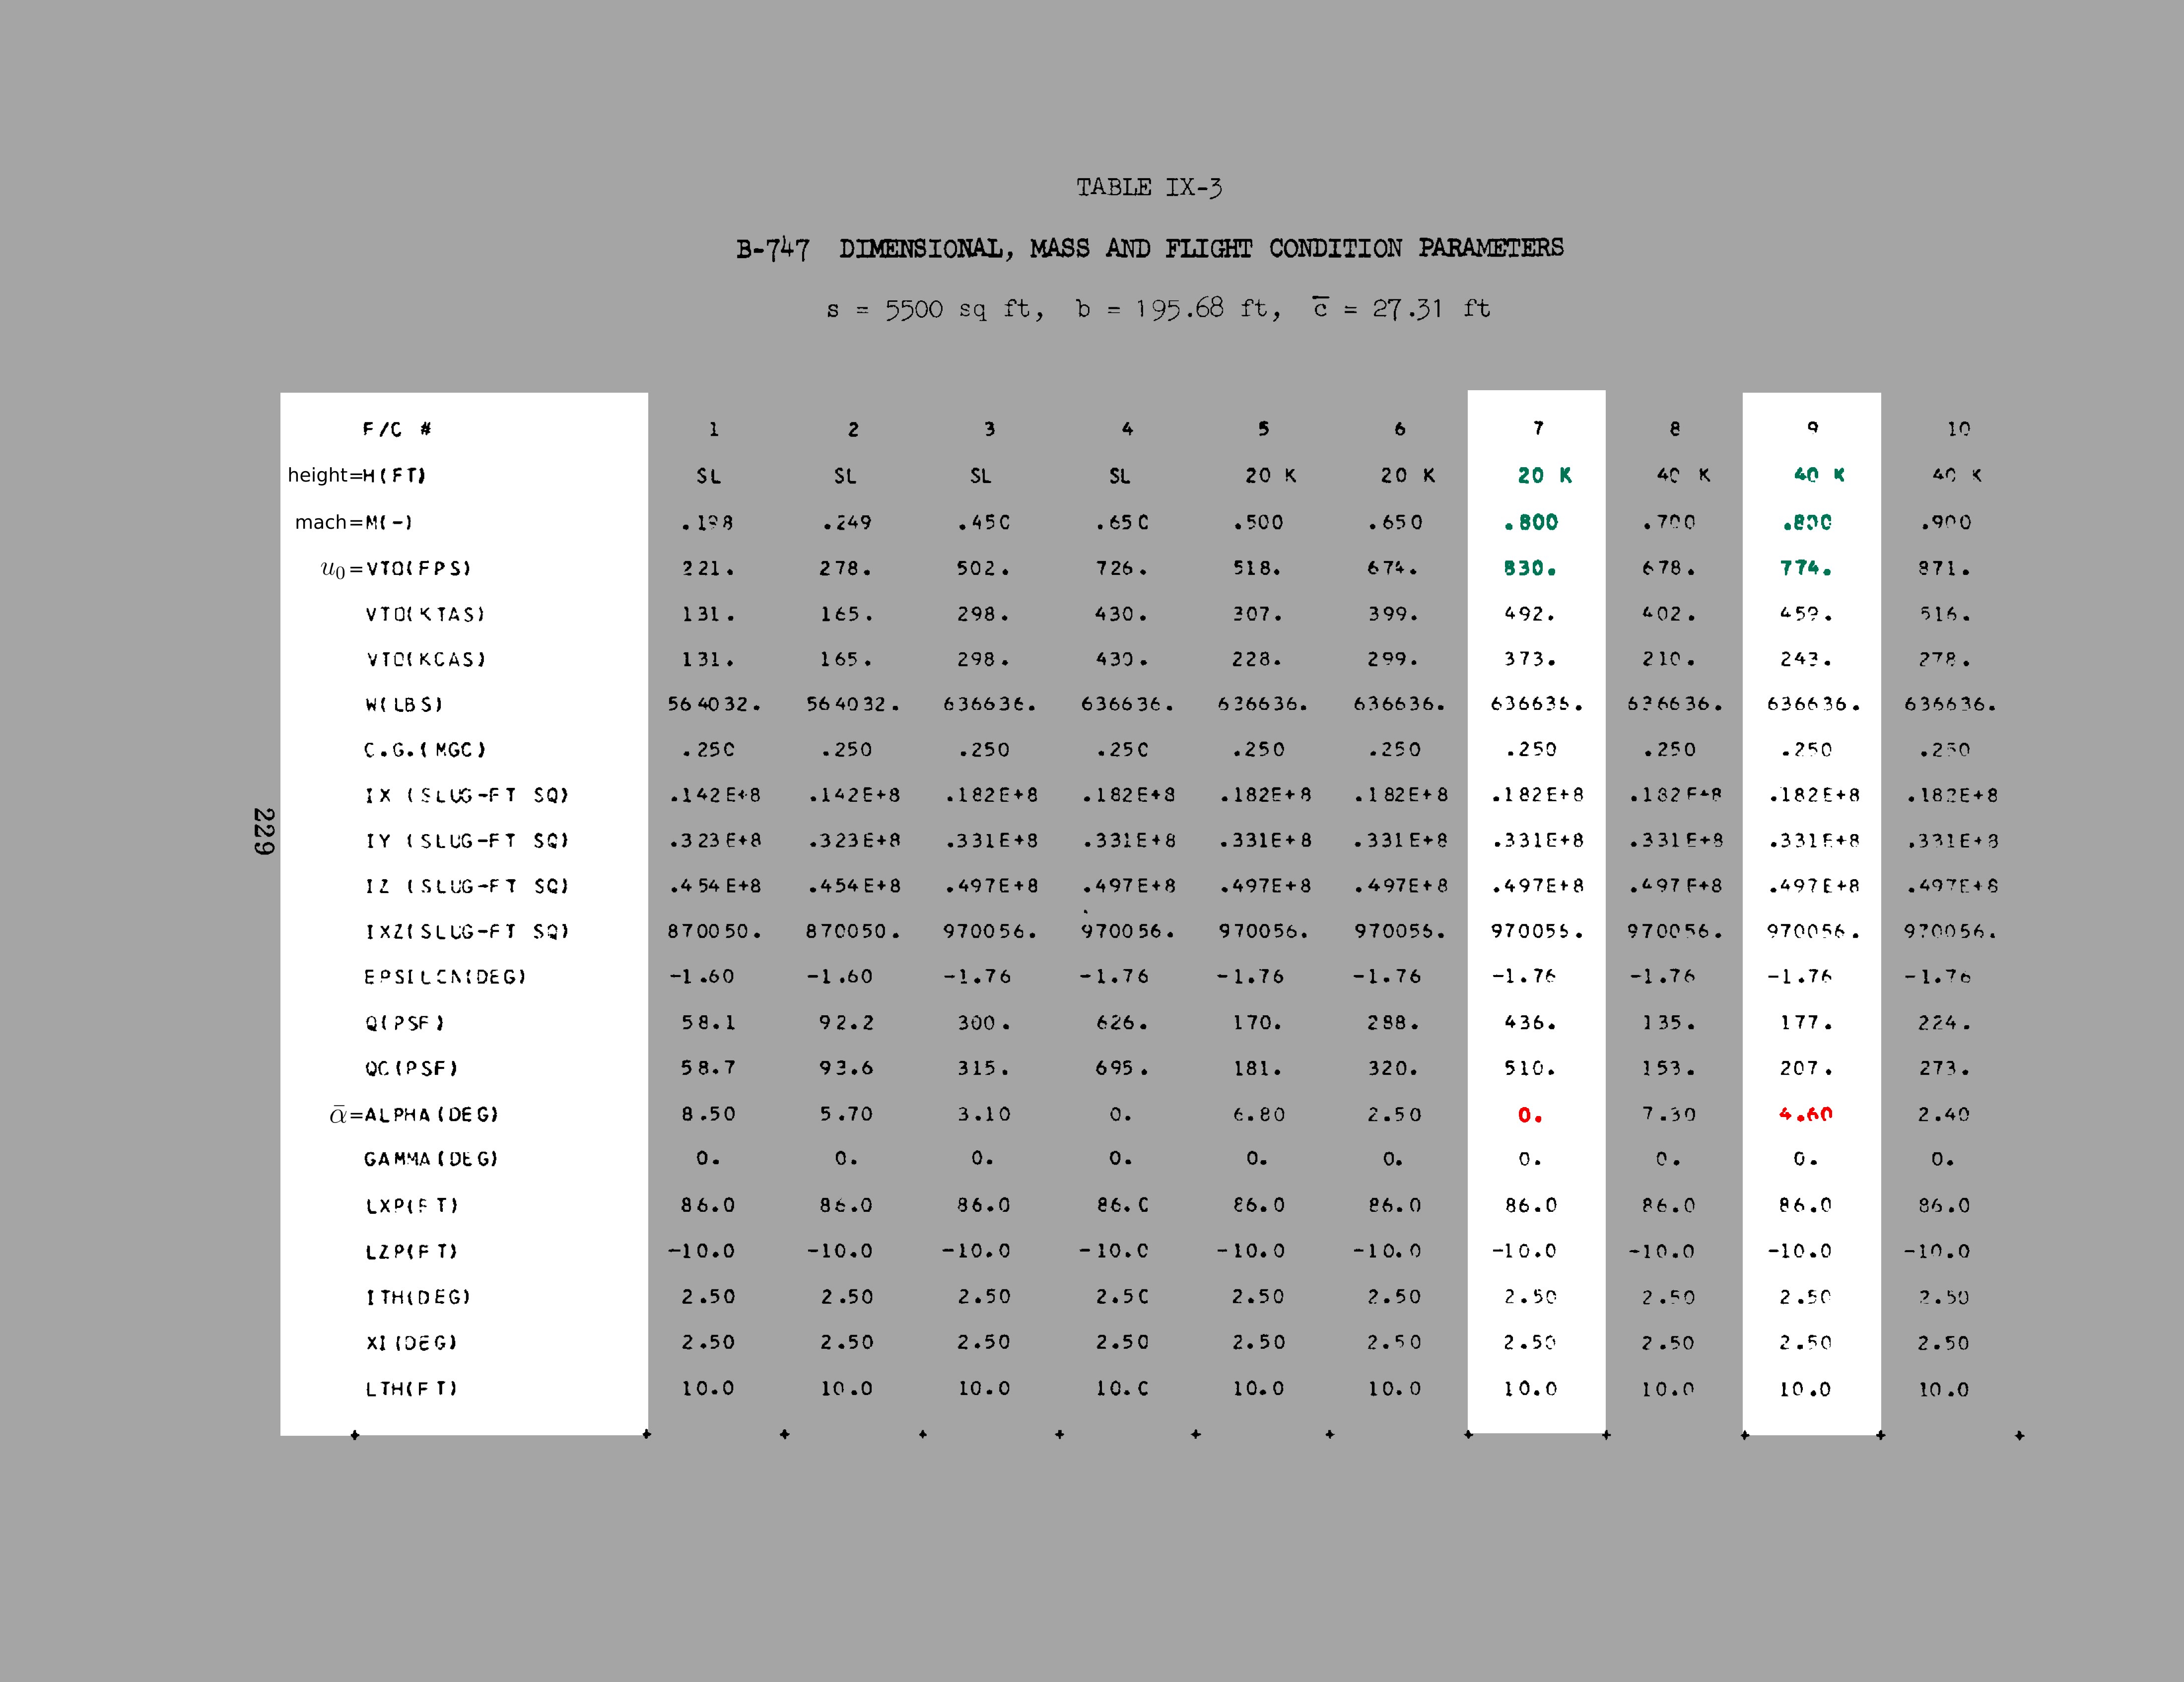 TABLE IX-3
B-747 DIMENSIONAL, MASS AND FLIGHT CONDITION PARAMETERS
s = 5500 sq ft, b = 195.68 ft, c̅ = 27.31 ft
F/C # 1 2 3 4 5 6 7 8 9 10
height=H(FT) SL SL SL SL 20 K 20 K 20 K 40 K 40 K 40 K
mach=M(-) .198 .249 .450 .650 .500 .650 .800 .700 .800 .900
u₀=VTO(FPS) 221. 278. 502. 726. 518. 674. 830. 678. 774. 871.
VTO(KTAS) 131. 165. 298. 430. 307. 399. 492. 402. 459. 516.
VTO(KCAS) 131. 165. 298. 430. 228. 299. 373. 210. 243. 278.
W(LBS) 564032. 564032. 636636. 636636. 636636. 636636. 636636. 636636. 636636. 636636.
C.G.(MGC) .250 .250 .250 .250 .250 .250 .250 .250 .250 .250
IX (SLUG-FT SQ) .142E+8 .142E+8 .182E+8 .182E+8 .182E+8 .182E+8 .182E+8 .182E+8 .182E+8 .182E+8
229
IY (SLUG-FT SQ) .323E+8 .323E+8 .331E+8 .331E+8 .331E+8 .331E+8 .331E+8 .331E+8 .331E+8 .331E+8
IZ (SLUG-FT SQ) .454E+8 .454E+8 .497E+8 .497E+8 .497E+8 .497E+8 .497E+8 .497E+8 .497E+8 .497E+8
IXZ(SLUG-FT SQ) 870050. 870050. 970056. 970056. 970056. 970056. 970056. 970056. 970056. 970056.
EPSILON(DEG) -1.60 -1.60 -1.76 -1.76 -1.76 -1.76 -1.76 -1.76 -1.76 -1.76
Q(PSF) 58.1 92.2 300. 626. 170. 288. 436. 135. 177. 224.
QC(PSF) 58.7 93.6 315. 695. 181. 320. 510. 153. 207. 273.
ᾱ=ALPHA(DEG) 8.50 5.70 3.10 0. 6.80 2.50 0. 7.30 4.60 2.40
GAMMA(DEG) 0. 0. 0. 0. 0. 0. 0. 0. 0. 0.
LXP(FT) 86.0 86.0 86.0 86.0 86.0 86.0 86.0 86.0 86.0 86.0
LZP(FT) -10.0 -10.0 -10.0 -10.0 -10.0 -10.0 -10.0 -10.0 -10.0 -10.0
ITH(DEG) 2.50 2.50 2.50 2.50 2.50 2.50 2.50 2.50 2.50 2.50
XI(DEG) 2.50 2.50 2.50 2.50 2.50 2.50 2.50 2.50 2.50 2.50
LTH(FT) 10.0 10.0 10.0 10.0 10.0 10.0 10.0 10.0 10.0 10.0